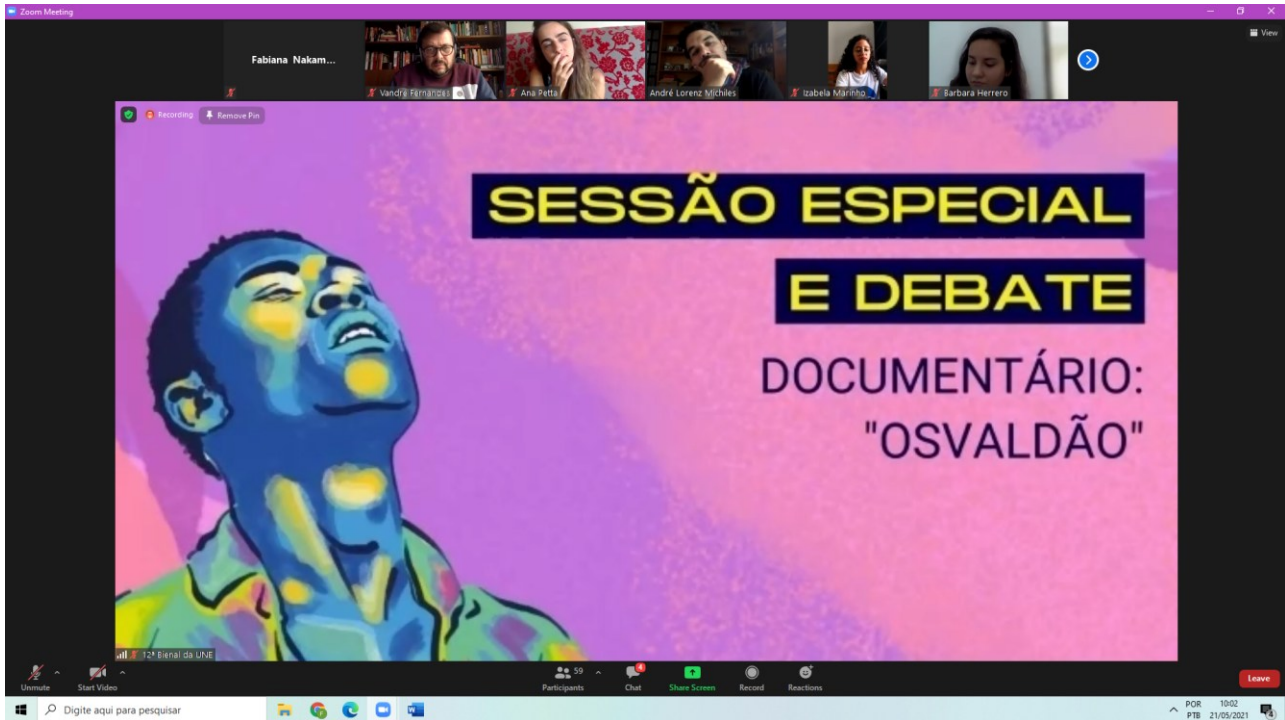 Zoom Meeting
View
Fabiana Nakam...
Vandré Fernandes
Ana Petta
André Lorenz Michiles
Izabela Marinho
Barbara Herrero
Recording
Remove Pin
SESSÃO ESPECIAL
E DEBATE
DOCUMENTÁRIO:
"OSVALDÃO"
12ª Bienal da UNE
Unmute
Start Video
59
Participants
4
Chat
Share Screen
Record
Reactions
Leave
Digite aqui para pesquisar
POR
PTB
10:02
21/05/2021